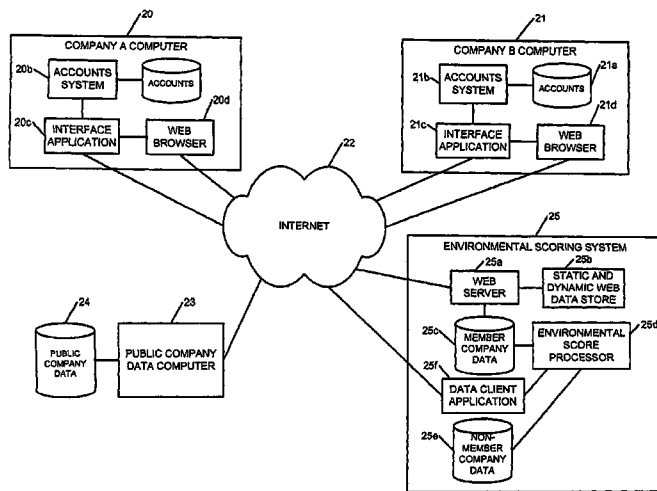 20
COMPANY A COMPUTER
20b
ACCOUNTS
SYSTEM
ACCOUNTS
20c
20d
INTERFACE
APPLICATION
WEB
BROWSER
21
COMPANY B COMPUTER
21b
ACCOUNTS
SYSTEM
21a
ACCOUNTS
21c
21d
INTERFACE
APPLICATION
WEB
BROWSER
22
INTERNET
24
23
PUBLIC
COMPANY
DATA
PUBLIC COMPANY
DATA COMPUTER
25
ENVIRONMENTAL SCORING SYSTEM
25a
25b
WEB
SERVER
STATIC AND
DYNAMIC WEB
DATA STORE
25c
MEMBER
COMPANY
DATA
25d
ENVIRONMENTAL
SCORE
PROCESSOR
25f
DATA CLIENT
APPLICATION
25e
NON-
MEMBER
COMPANY
DATA